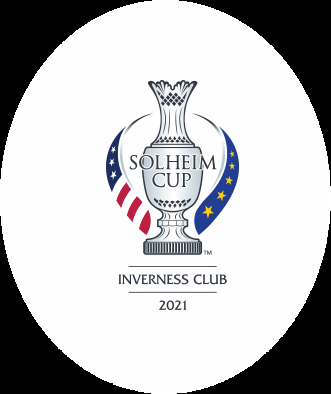 SOLHEIM
CUP
™
INVERNESS CLUB
2021